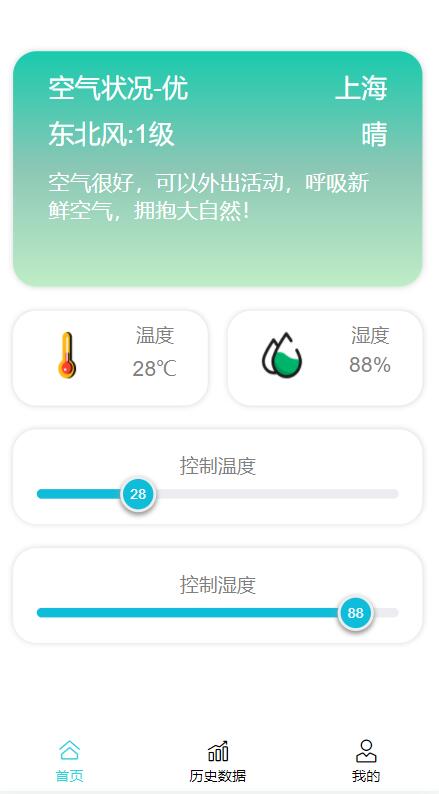 空气状况-优 上海
东北风:1级 晴
空气很好，可以外出活动，呼吸新
鲜空气，拥抱大自然！
温度
28℃
湿度
88%
控制温度
28
控制湿度
88
首页 历史数据 我的